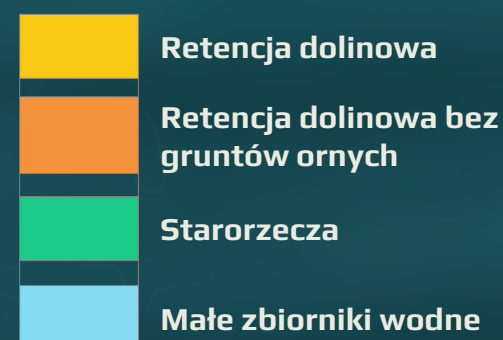 Retencja dolinowa
Retencja dolinowa bez
gruntów ornych
Starorzecza
Małe zbiorniki wodne